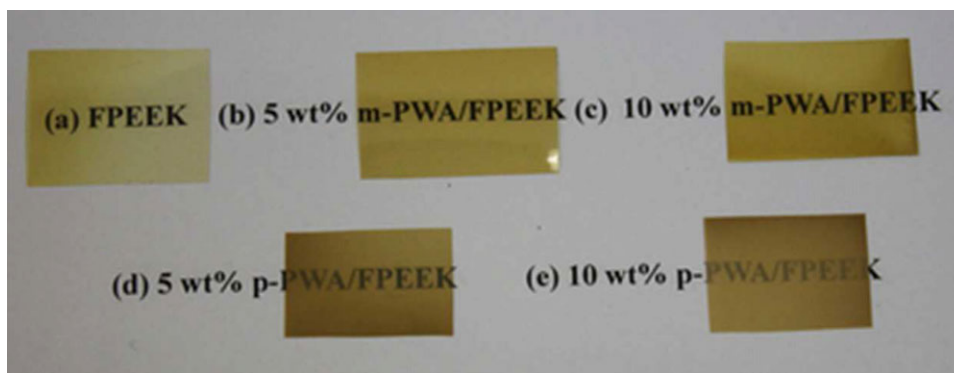 (a) FPEEK (b) 5 wt% m-PWA/FPEEK (c) 10 wt% m-PWA/FPEEK
(d) 5 wt% p-PWA/FPEEK (e) 10 wt% p-PWA/FPEEK